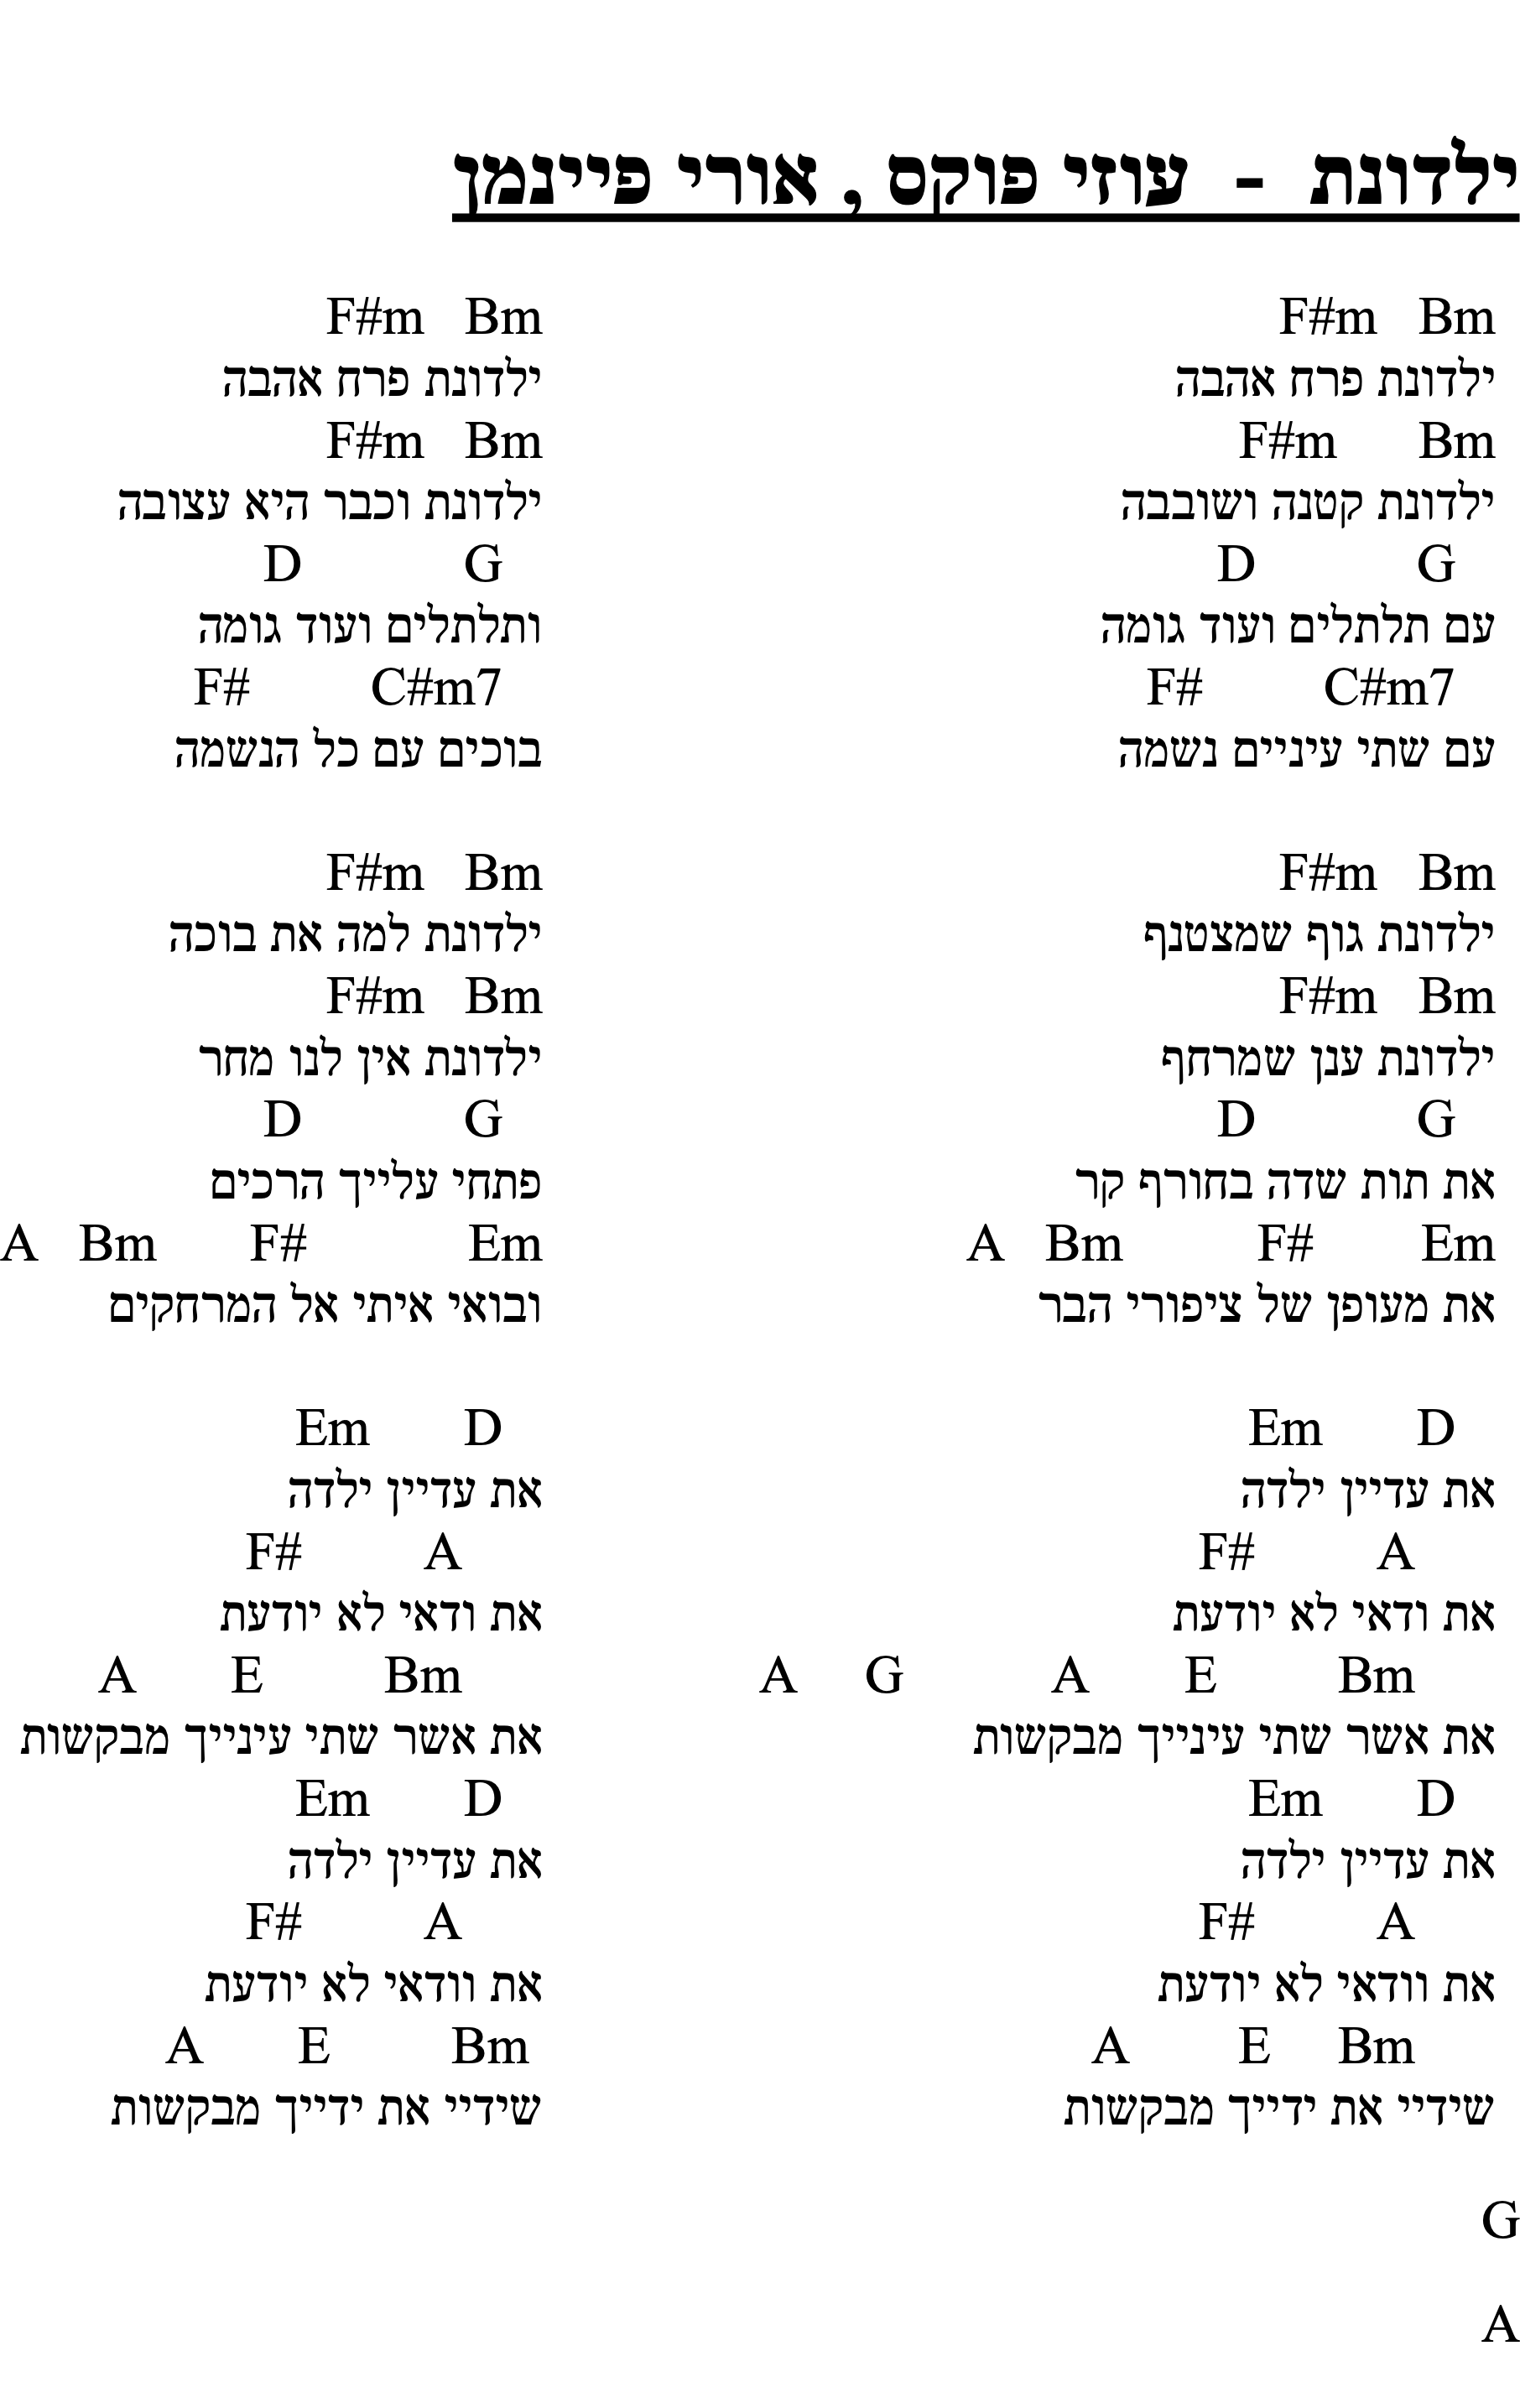 ילדונת - עוזי פוקס , אורי פיינמן
Bm F#m
ילדונת פרח אהבה
Bm F#m
ילדונת קטנה ושובבה
G D
עם תלתלים ועוד גומה
C#m7 F#
עם שתי עיניים נשמה
Bm F#m
ילדונת גוף שמצטנף
Bm F#m
ילדונת ענן שמרחף
G D
את תות שדה בחורף קר
Em F# Bm A
את מעופן של ציפורי הבר
D Em
את עדיין ילדה
A F#
את ודאי לא יודעת
Bm E A G A
את אשר שתי עינייך מבקשות
D Em
את עדיין ילדה
A F#
את וודאי לא יודעת
Bm E A
שידיי את ידייך מבקשות
Bm F#m
ילדונת פרח אהבה
Bm F#m
ילדונת וכבר היא עצובה
G D
ותלתלים ועוד גומה
C#m7 F#
בוכים עם כל הנשמה
Bm F#m
ילדונת למה את בוכה
Bm F#m
ילדונת אין לנו מחר
G D
פתחי עלייך הרכים
Em F# Bm A
ובואי איתי אל המרחקים
D Em
את עדיין ילדה
A F#
את ודאי לא יודעת
Bm E A
את אשר שתי עינייך מבקשות
D Em
את עדיין ילדה
A F#
את וודאי לא יודעת
Bm E A
שידיי את ידייך מבקשות
G
A